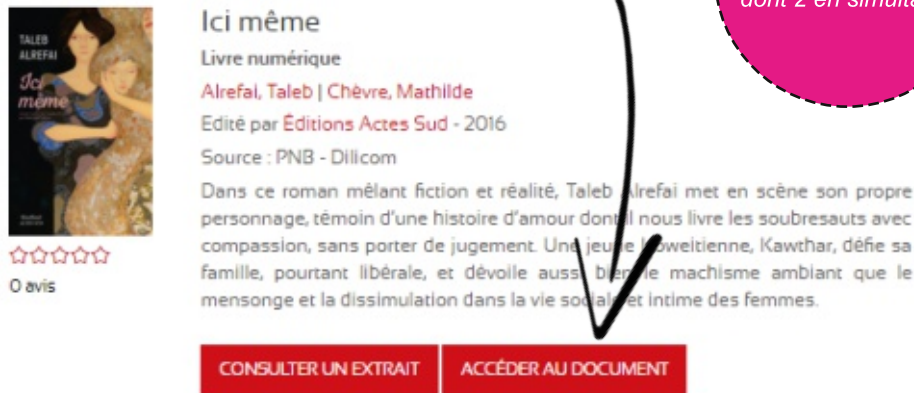 dont 2 en simulta
TALEB
ALREFAI
Ici
même
Ici même
Livre numérique
Alrefai, Taleb | Chèvre, Mathilde
Edité par Éditions Actes Sud - 2016
Source : PNB - Dilicom
Dans ce roman mêlant fiction et réalité, Taleb Alrefai met en scène son propre
personnage, témoin d'une histoire d'amour dont il nous livre les soubresauts avec
compassion, sans porter de jugement. Une jeune Koweïtienne, Kawthar, défie sa
famille, pourtant libérale, et dévoile aussi bien le machisme ambiant que le
mensonge et la dissimulation dans la vie sociale et intime des femmes.
0 avis
CONSULTER UN EXTRAIT
ACCÉDER AU DOCUMENT